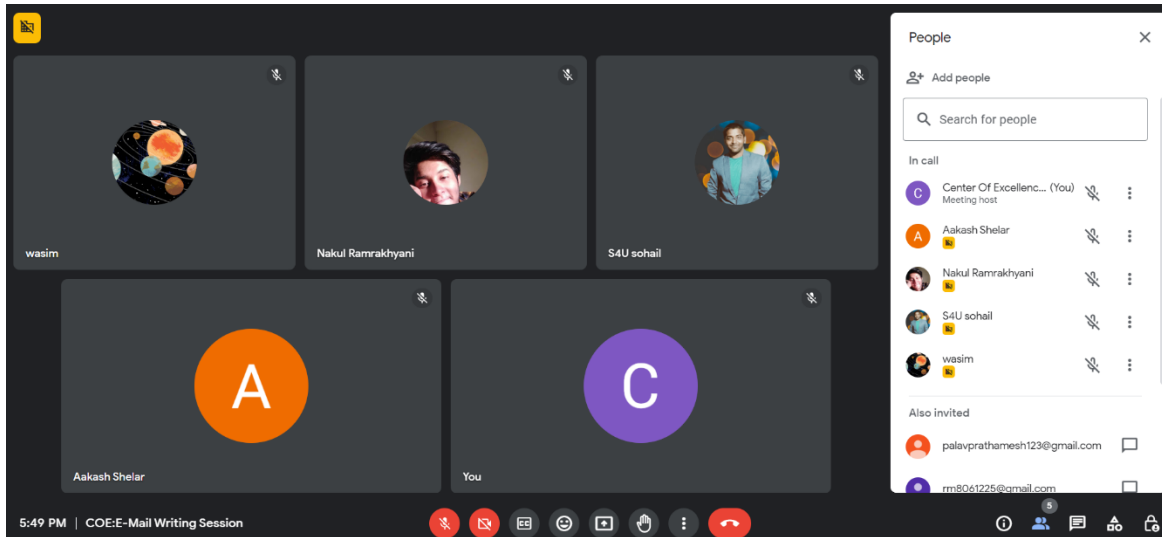 wasim
Nakul Ramrakhyani
S4U sohail
A
Aakash Shelar
C
You
5:49 PM | COE:E-Mail Writing Session
CC
People
Add people
Search for people
In call
C
Center Of Excellenc... (You)
Meeting host
A
Aakash Shelar
Nakul Ramrakhyani
S4U sohail
wasim
Also invited
palavprathamesh123@gmail.com
rm8061225@gmail.com
5